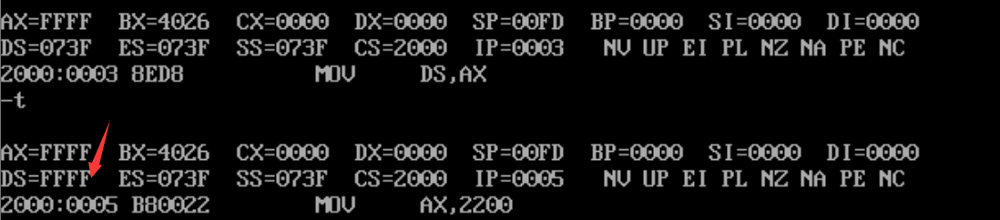 AX=FFFF BX=4026 CX=0000 DX=0000 SP=00FD BP=0000 SI=0000 DI=0000
DS=073F ES=073F SS=073F CS=2000 IP=0003 NV UP EI PL NZ NA PE NC
2000:0003 8ED8 MOV DS,AX
-t
AX=FFFF BX=4026 CX=0000 DX=0000 SP=00FD BP=0000 SI=0000 DI=0000
DS=FFFF ES=073F SS=073F CS=2000 IP=0005 NV UP EI PL NZ NA PE NC
2000:0005 B80022 MOV AX,2200